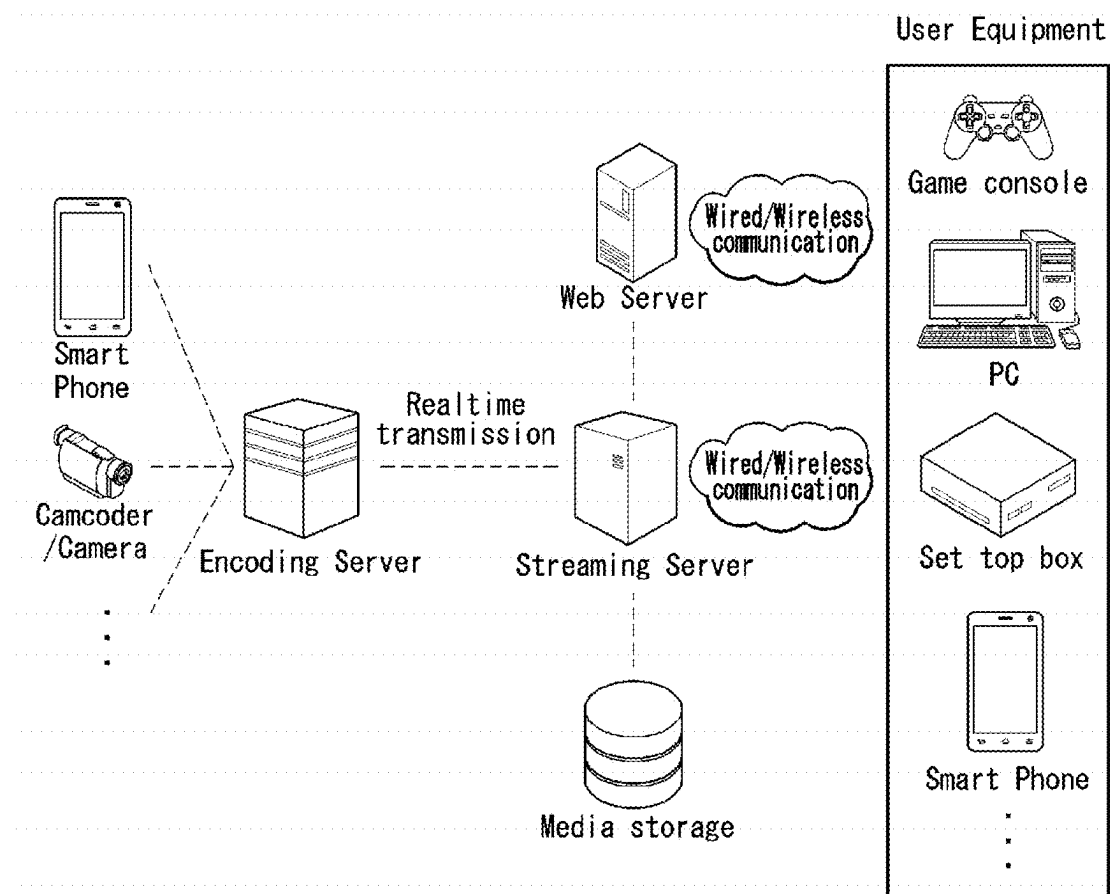 User Equipment
Game console
Wired/Wireless
communication
Web Server
PC
Smart
Phone
Realtime
transmission
Wired/Wireless
communication
Camcoder
/Camera
Encoding Server
Streaming Server
Set top box
Smart Phone
Media storage